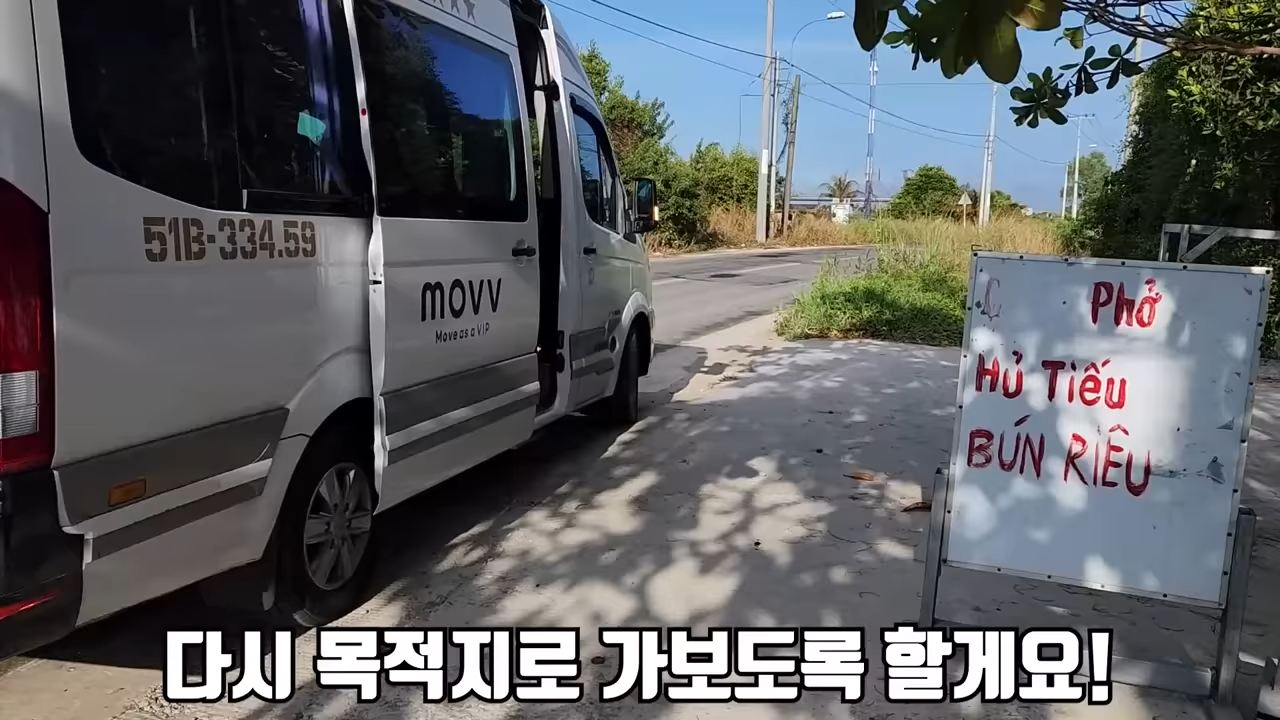 51B-334.59
movv
Move as a VIP
Phở
Hủ Tiếu
BÚN RIÊU
다시 목적지로 가보도록 할게요!